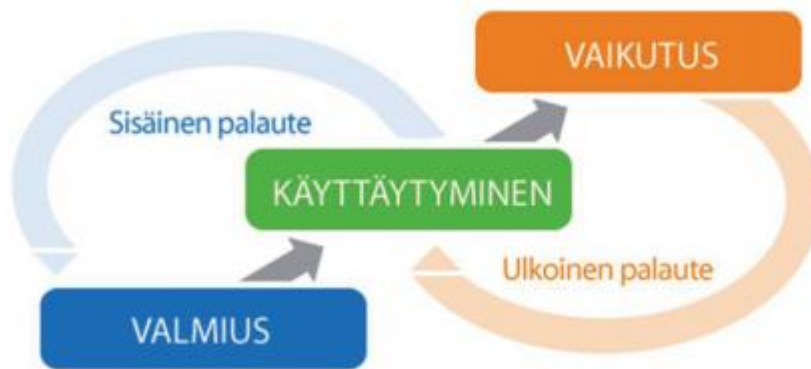 VAIKUTUS
Sisäinen palaute
KÄYTTÄYTYMINEN
Ulkoinen palaute
VALMIUS